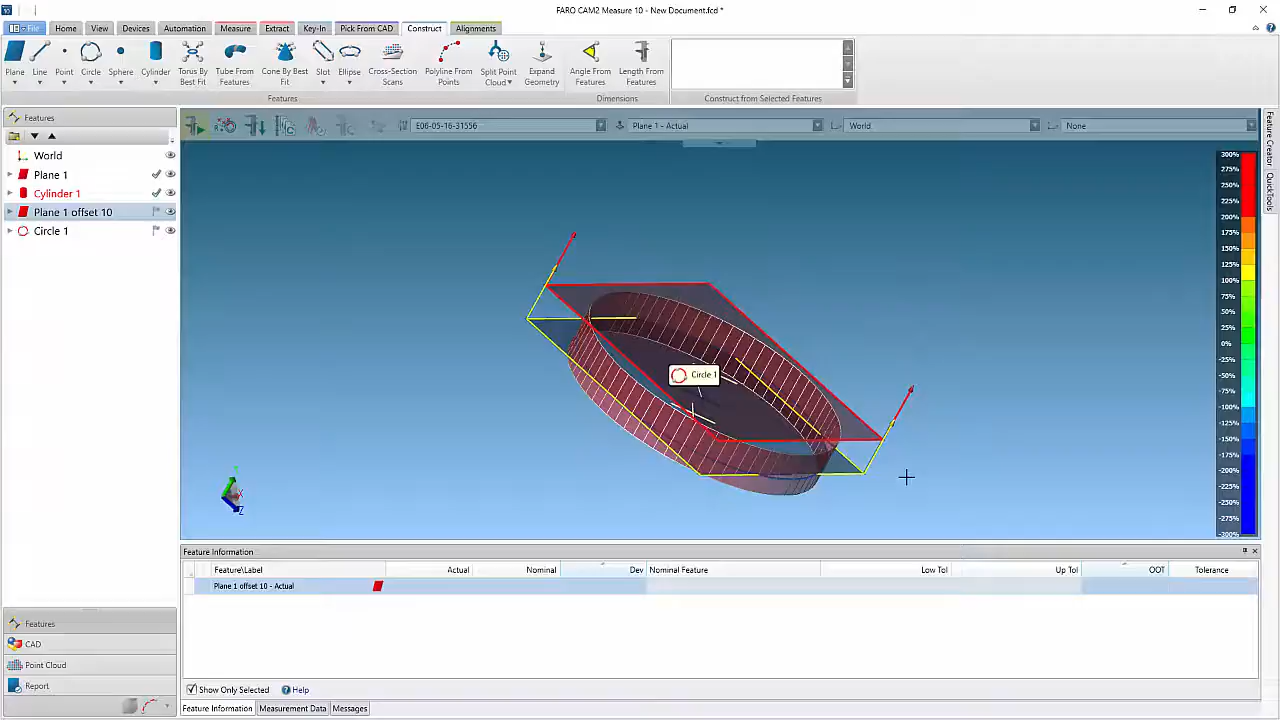 FARO CAM2 Measure 10 - New Document.fcd *
File Home View Devices Automation Measure Extract Key-In Pick From CAD Construct Alignments
Plane Line Point Circle Sphere Cylinder Torus By Best Fit Tube From Features Cone By Best Fit Slot Ellipse Cross-Section Scans Polyline From Points Split Point Cloud Expand Geometry Angle From Features Length From Features
Features Dimensions Construct from Selected Features
Features
E06-05-16-31556 Plane 1 - Actual World None
World
Plane 1
Cylinder 1
Plane 1 offset 10
Circle 1
Circle 1
Y
X
Z
300%
275%
250%
225%
200%
175%
150%
125%
100%
75%
50%
25%
0%
-25%
-50%
-75%
-100%
-125%
-150%
-175%
-200%
-225%
-250%
-275%
-300%
Feature Creator
QuickTools
Feature Information
Feature\Label Actual Nominal Dev Nominal Feature Low Tol Up Tol OOT Tolerance
Plane 1 offset 10 - Actual
Features
CAD
Point Cloud
Report
Show Only Selected Help
Feature Information Measurement Data Messages